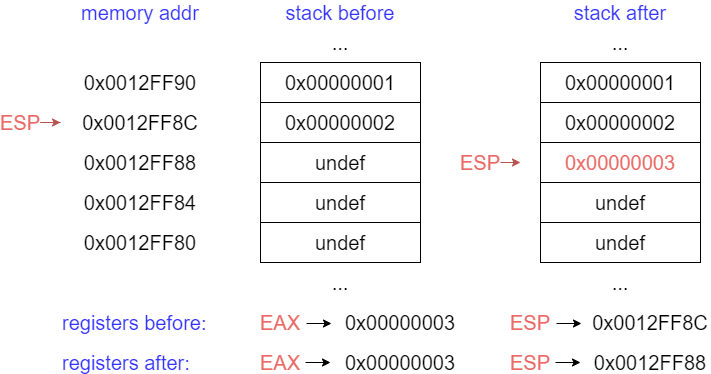 memory addr stack before stack after
... ...
0x0012FF90 0x00000001 0x00000001
ESP 0x0012FF8C 0x00000002 0x00000002
0x0012FF88 undef ESP 0x00000003
0x0012FF84 undef undef
0x0012FF80 undef undef
... ...
registers before: EAX 0x00000003 ESP 0x0012FF8C
registers after: EAX 0x00000003 ESP 0x0012FF88